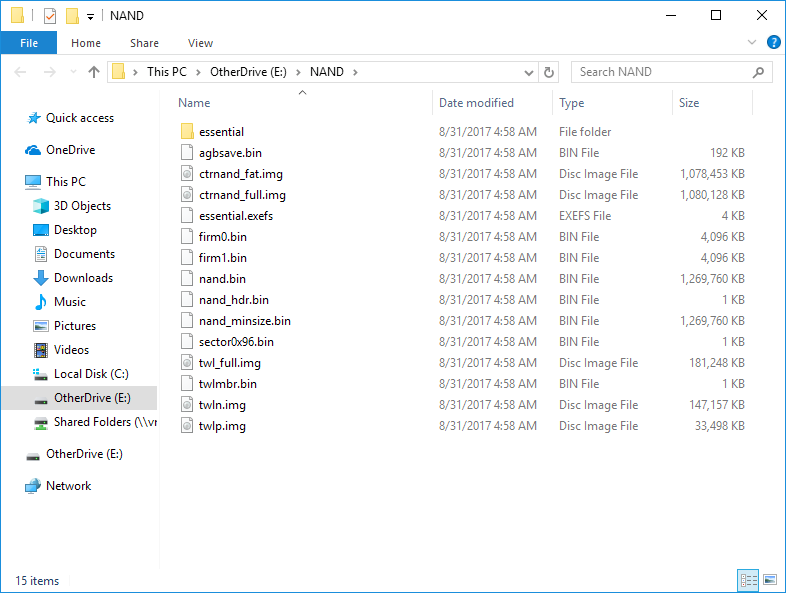 NAND
File Home Share View
This PC OtherDrive (E:) NAND Search NAND
Name Date modified Type Size
Quick access
OneDrive
This PC
3D Objects
Desktop
Documents
Downloads
Music
Pictures
Videos
Local Disk (C:)
OtherDrive (E:)
Shared Folders (\\vr
OtherDrive (E:)
Network
essential 8/31/2017 4:58 AM File folder
agbsave.bin 8/31/2017 4:58 AM BIN File 192 KB
ctrnand_fat.img 8/31/2017 4:58 AM Disc Image File 1,078,453 KB
ctrnand_full.img 8/31/2017 4:58 AM Disc Image File 1,080,128 KB
essential.exefs 8/31/2017 4:58 AM EXEFS File 4 KB
firm0.bin 8/31/2017 4:58 AM BIN File 4,096 KB
firm1.bin 8/31/2017 4:58 AM BIN File 4,096 KB
nand.bin 8/31/2017 4:58 AM BIN File 1,269,760 KB
nand_hdr.bin 8/31/2017 4:58 AM BIN File 1 KB
nand_minsize.bin 8/31/2017 4:58 AM BIN File 1,269,760 KB
sector0x96.bin 8/31/2017 4:58 AM BIN File 1 KB
twl_full.img 8/31/2017 4:58 AM Disc Image File 181,248 KB
twlmbr.bin 8/31/2017 4:58 AM BIN File 1 KB
twln.img 8/31/2017 4:58 AM Disc Image File 147,157 KB
twlp.img 8/31/2017 4:58 AM Disc Image File 33,498 KB
15 items